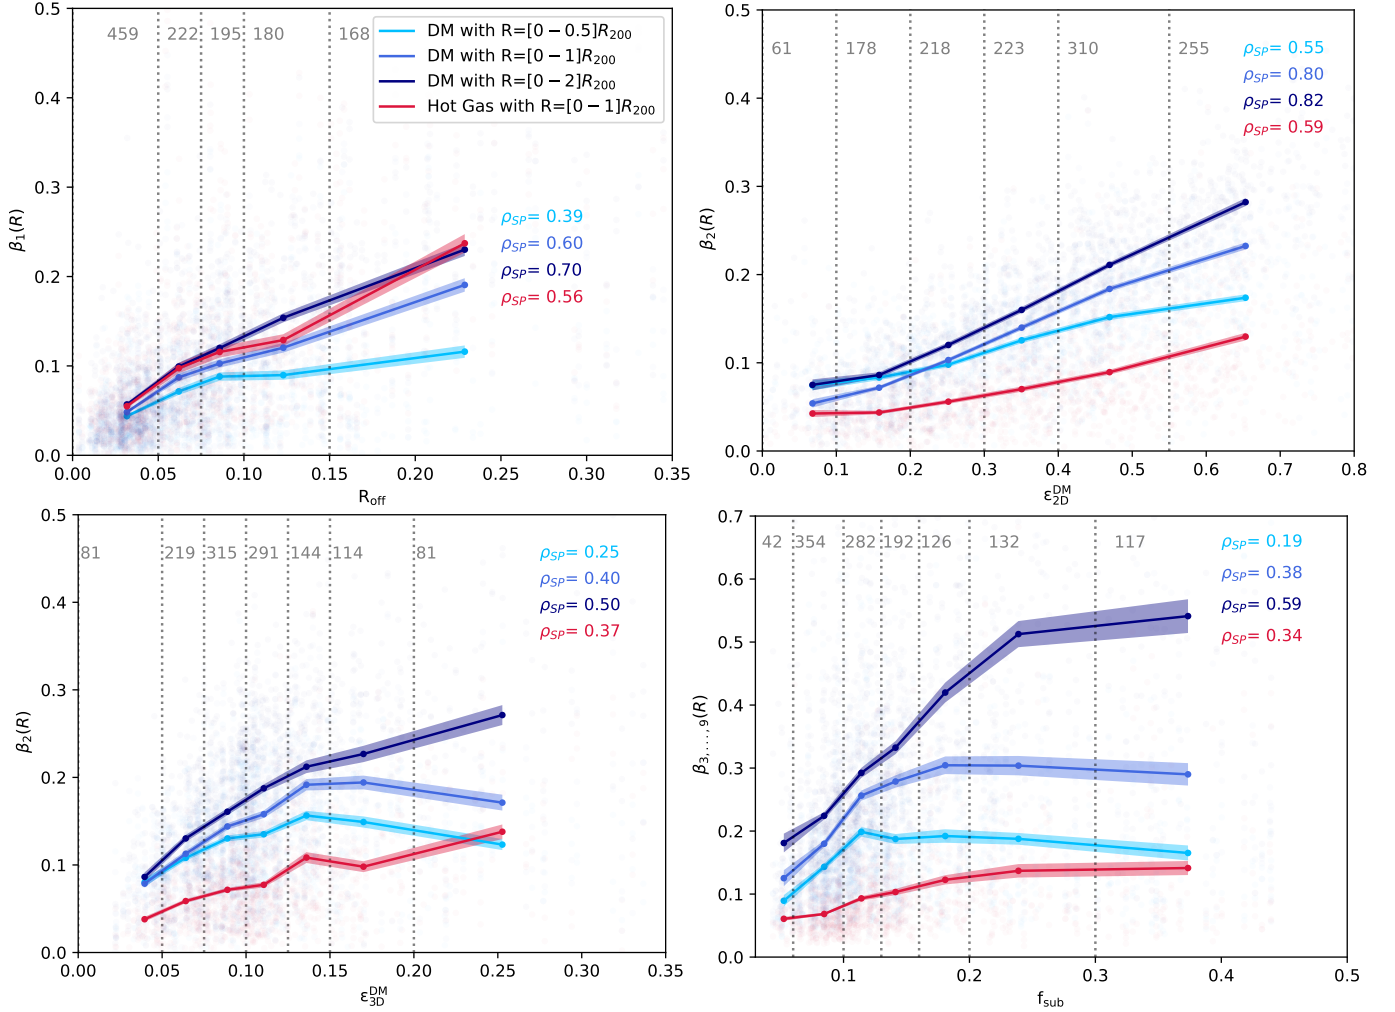 0.5
0.4
0.3
0.2
0.1
0.0
β₁(R)
459 222 195 180 168
DM with R=[0 − 0.5]R₂₀₀
DM with R=[0 − 1]R₂₀₀
DM with R=[0 − 2]R₂₀₀
Hot Gas with R=[0 − 1]R₂₀₀
ρSP= 0.39
ρSP= 0.60
ρSP= 0.70
ρSP= 0.56
0.00 0.05 0.10 0.15 0.20 0.25 0.30 0.35
Roff
0.5
0.4
0.3
0.2
0.1
0.0
β₂(R)
61 178 218 223 310 255
ρSP= 0.55
ρSP= 0.80
ρSP= 0.82
ρSP= 0.59
0.0 0.1 0.2 0.3 0.4 0.5 0.6 0.7 0.8
ε2D^DM
0.5
0.4
0.3
0.2
0.1
0.0
β₂(R)
81 219 315 291 144 114 81
ρSP= 0.25
ρSP= 0.40
ρSP= 0.50
ρSP= 0.37
0.00 0.05 0.10 0.15 0.20 0.25 0.30 0.35
ε3D^DM
0.7
0.6
0.5
0.4
0.3
0.2
0.1
0.0
β3,...,9(R)
42 354 282 192 126 132 117
ρSP= 0.19
ρSP= 0.38
ρSP= 0.59
ρSP= 0.34
0.1 0.2 0.3 0.4 0.5
fsub